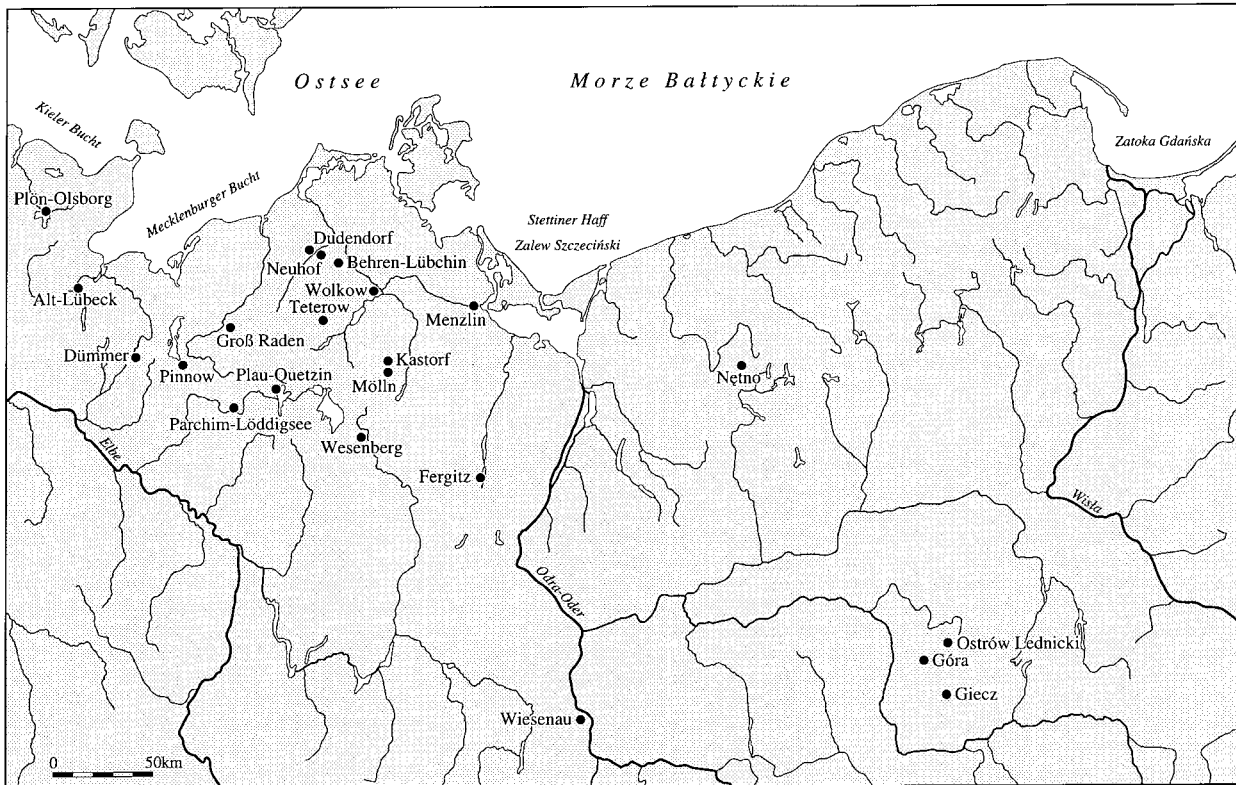 Ostsee
Morze Bałtyckie
Kieler Bucht
Zatoka Gdańska
Plön-Olsborg
Mecklenburger Bucht
Stettiner Haff
Zalew Szczeciński
Dudendorf
Neuhof
Behren-Lübchin
Alt-Lübeck
Wolkow
Teterow
Menzlin
Groß Raden
Dümmer
Pinnow
Kastorf
Mölln
Nętno
Plau-Quetzin
Parchim-Löddigsee
Wesenberg
Elbe
Fergitz
Wisła
Odra-Oder
Ostrów Lednicki
Góra
Giecz
Wiesenau
0 50km